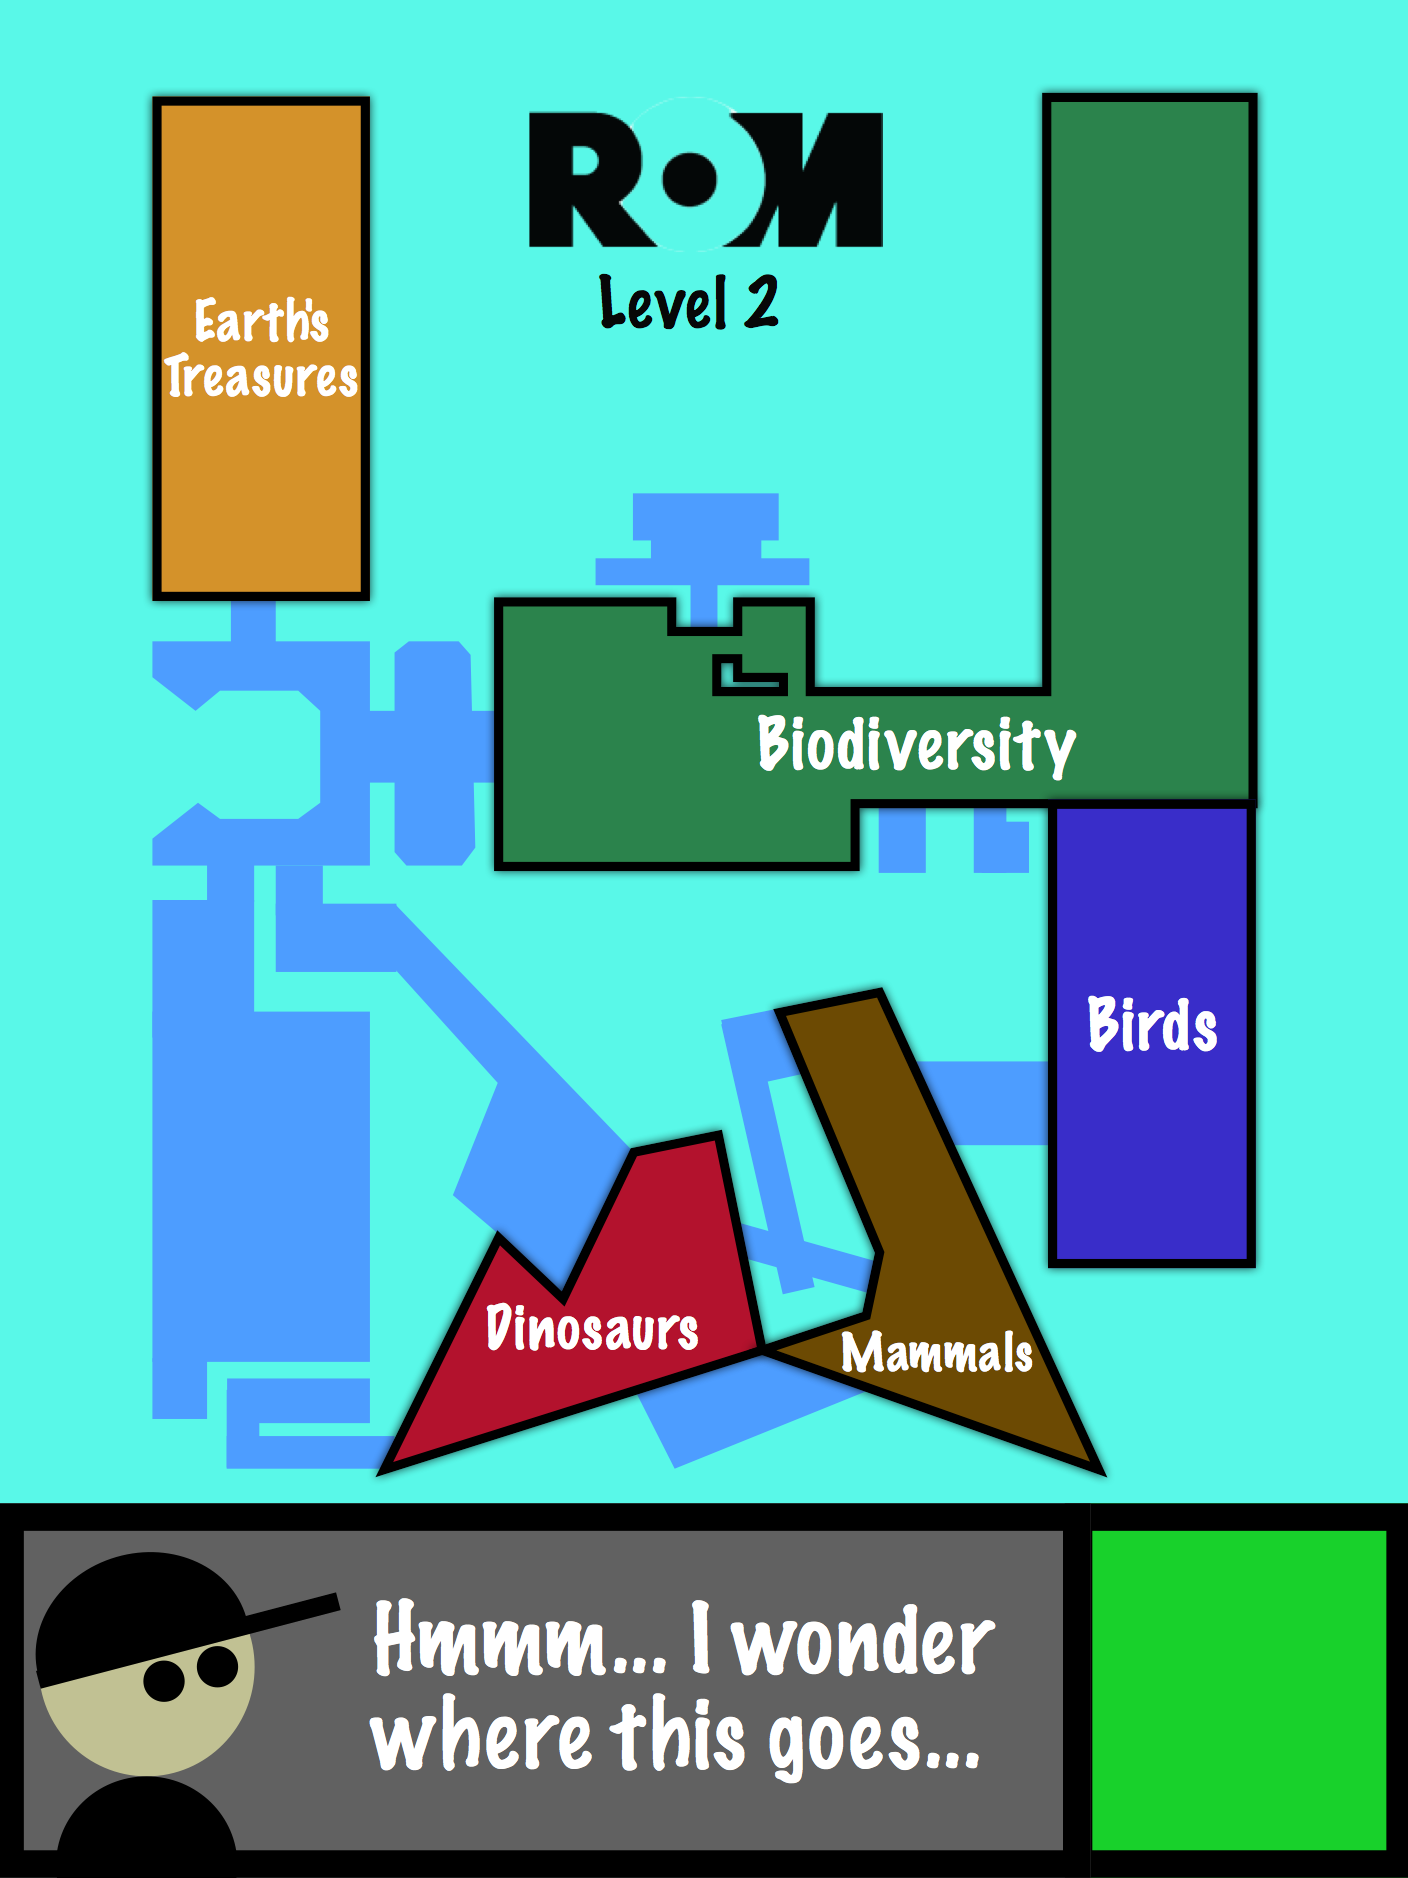 ROM
Level 2
Earth's
Treasures
Biodiversity
Birds
Dinosaurs
Mammals
Hmmm... I wonder
where this goes...